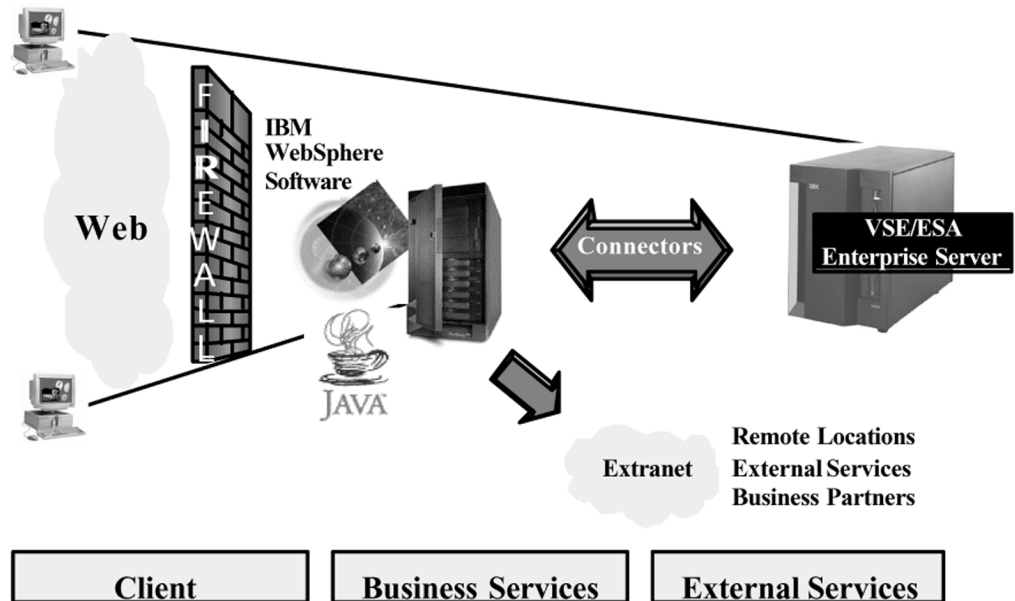 FIREWALL
IBM
WebSphere
Software
Web
Connectors
IBM
VSE/ESA
Enterprise Server
JAVA
Extranet
Remote Locations
External Services
Business Partners
Client
Business Services
External Services